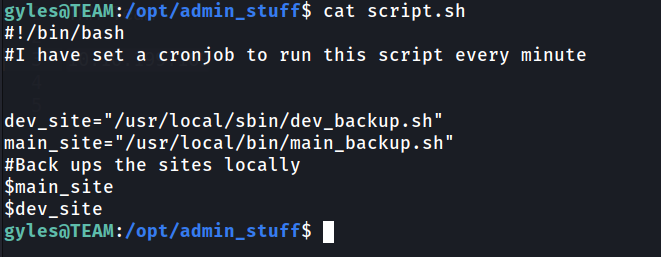 gyles@TEAM:/opt/admin_stuff$ cat script.sh
#!/bin/bash
#I have set a cronjob to run this script every minute
dev_site="/usr/local/sbin/dev_backup.sh"
main_site="/usr/local/bin/main_backup.sh"
#Back ups the sites locally
$main_site
$dev_site
gyles@TEAM:/opt/admin_stuff$